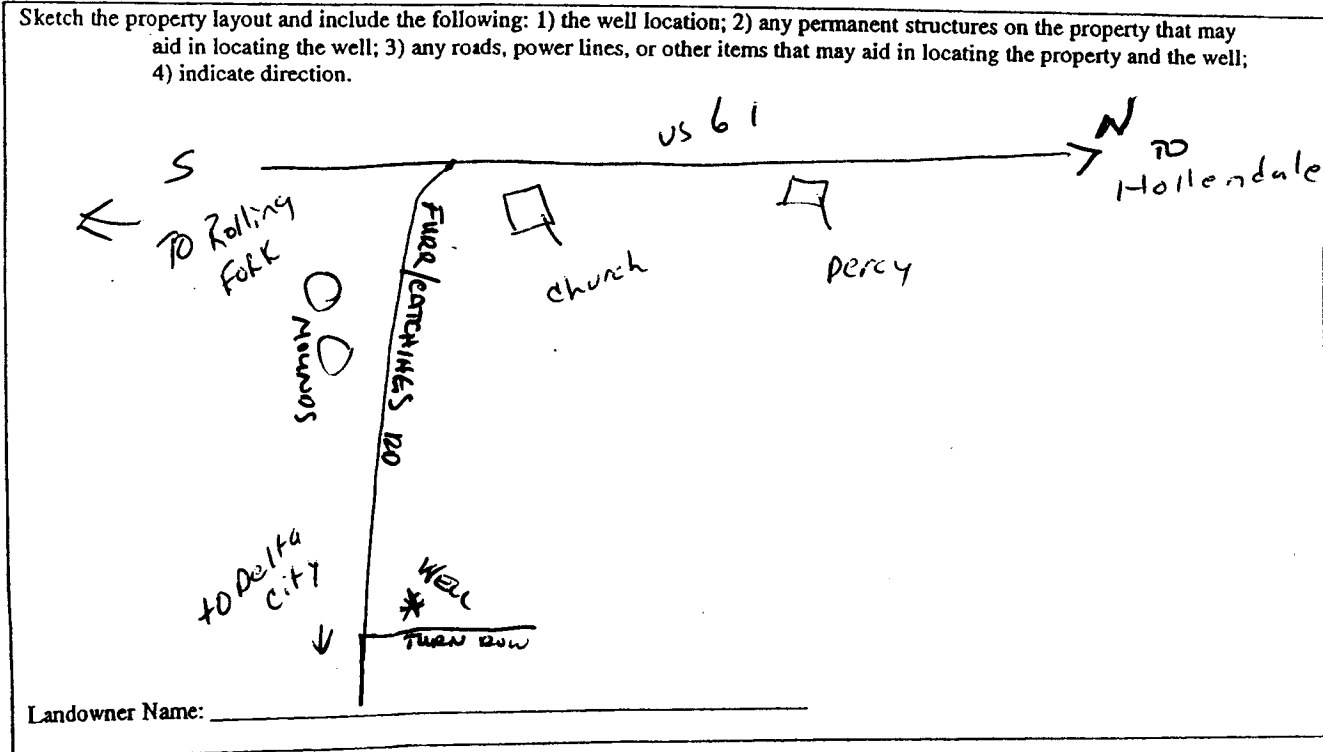 Sketch the property layout and include the following: 1) the well location; 2) any permanent structures on the property that may
aid in locating the well; 3) any roads, power lines, or other items that may aid in locating the property and the well;
4) indicate direction.
US 61
N
TO
Hollendale
S
TO Rolling
FORK
FURR/CATCHINGS RD
church
percy
MOUNDS
to Delta
City
WELL
TURN ROW
Landowner Name: